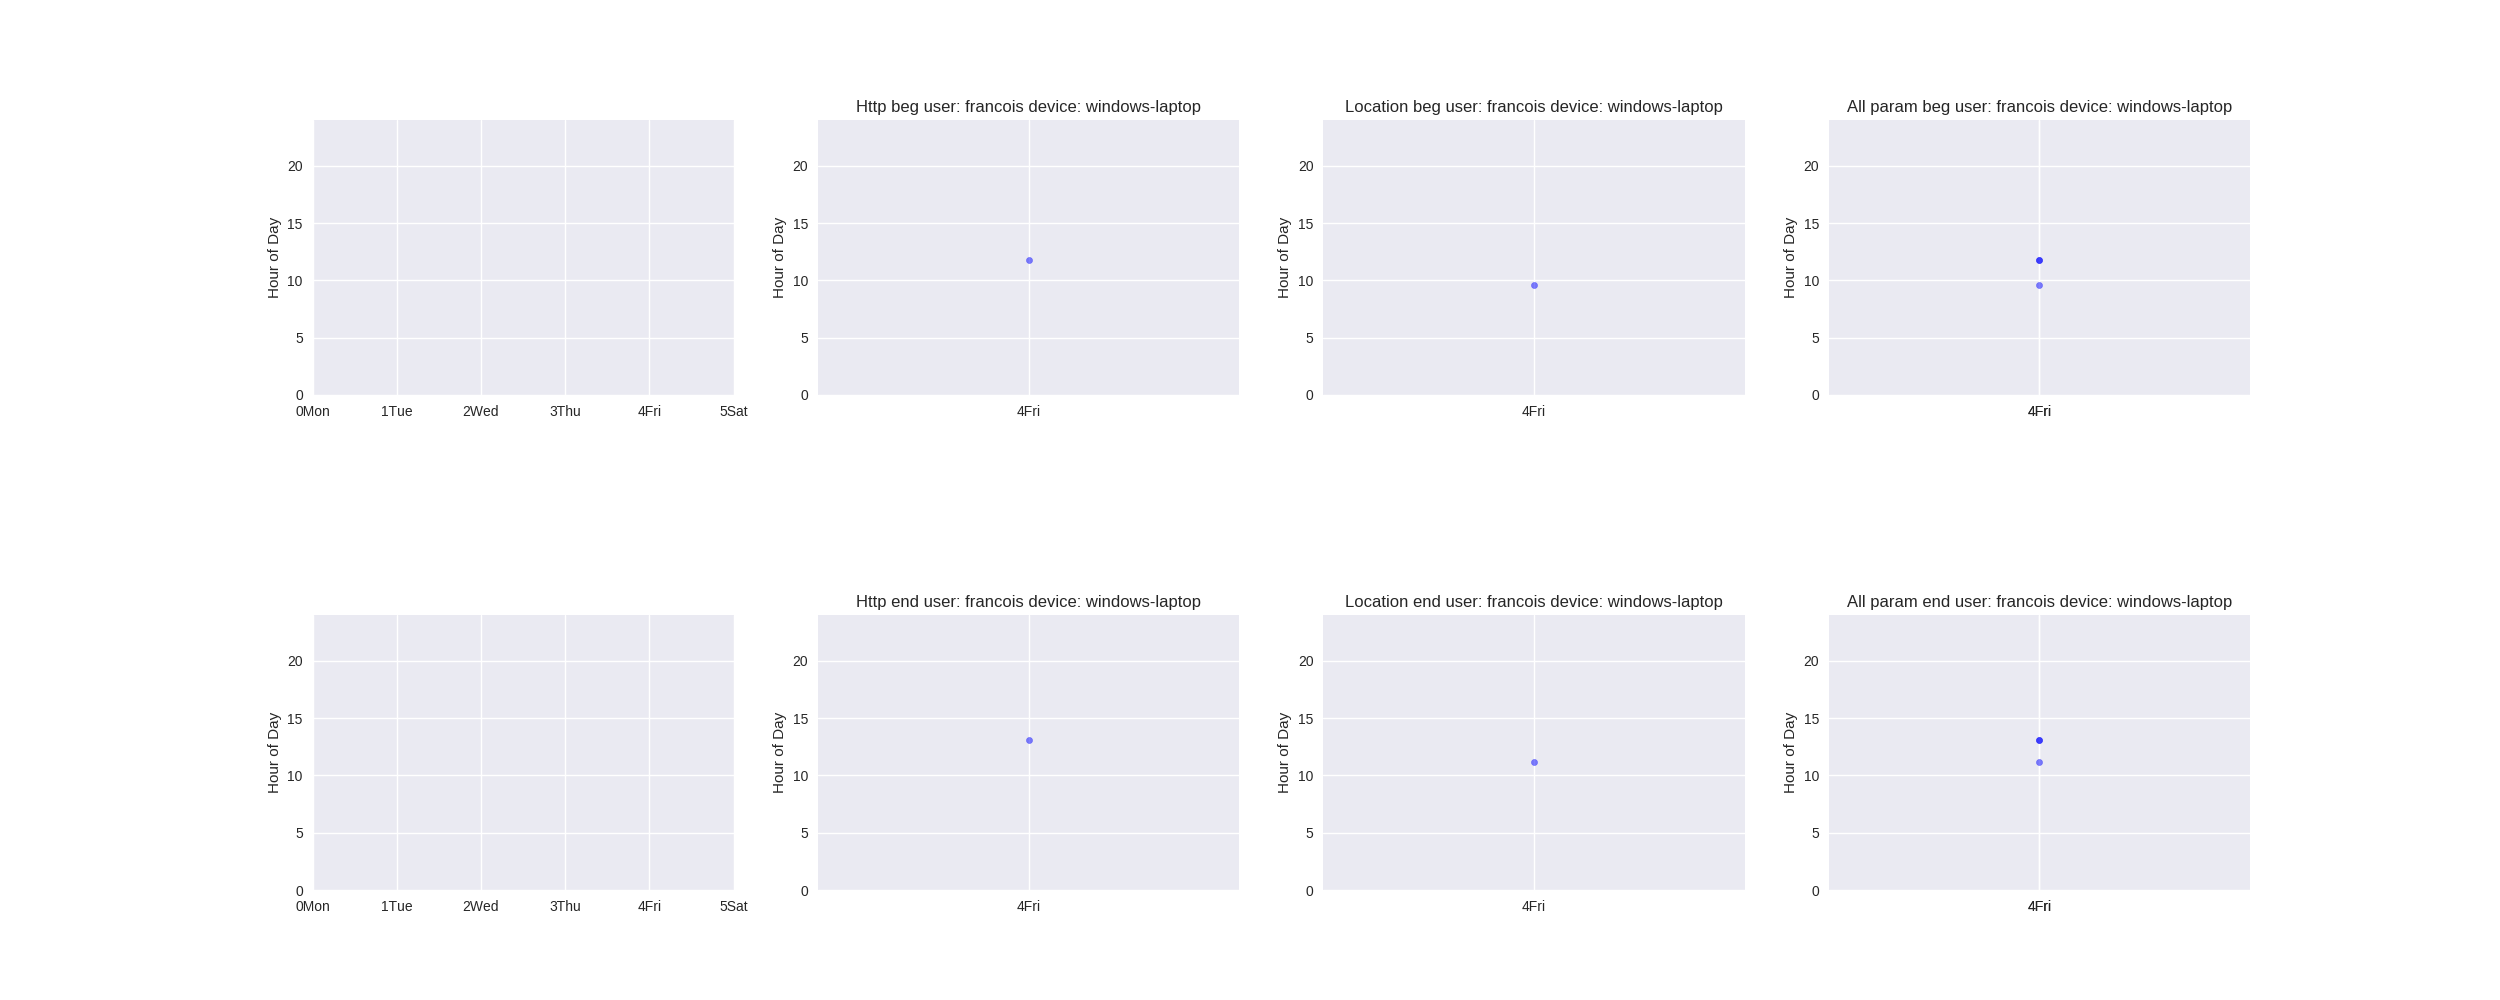 Http beg user: francois device: windows-laptop
Location beg user: francois device: windows-laptop
All param beg user: francois device: windows-laptop
Hour of Day
20
15
10
5
0
0Mon 1Tue 2Wed 3Thu 4Fri 5Sat
Hour of Day
20
15
10
5
0
4Fri
Hour of Day
20
15
10
5
0
4Fri
Hour of Day
20
15
10
5
0
4Fri
Http end user: francois device: windows-laptop
Location end user: francois device: windows-laptop
All param end user: francois device: windows-laptop
Hour of Day
20
15
10
5
0
0Mon 1Tue 2Wed 3Thu 4Fri 5Sat
Hour of Day
20
15
10
5
0
4Fri
Hour of Day
20
15
10
5
0
4Fri
Hour of Day
20
15
10
5
0
4Fri